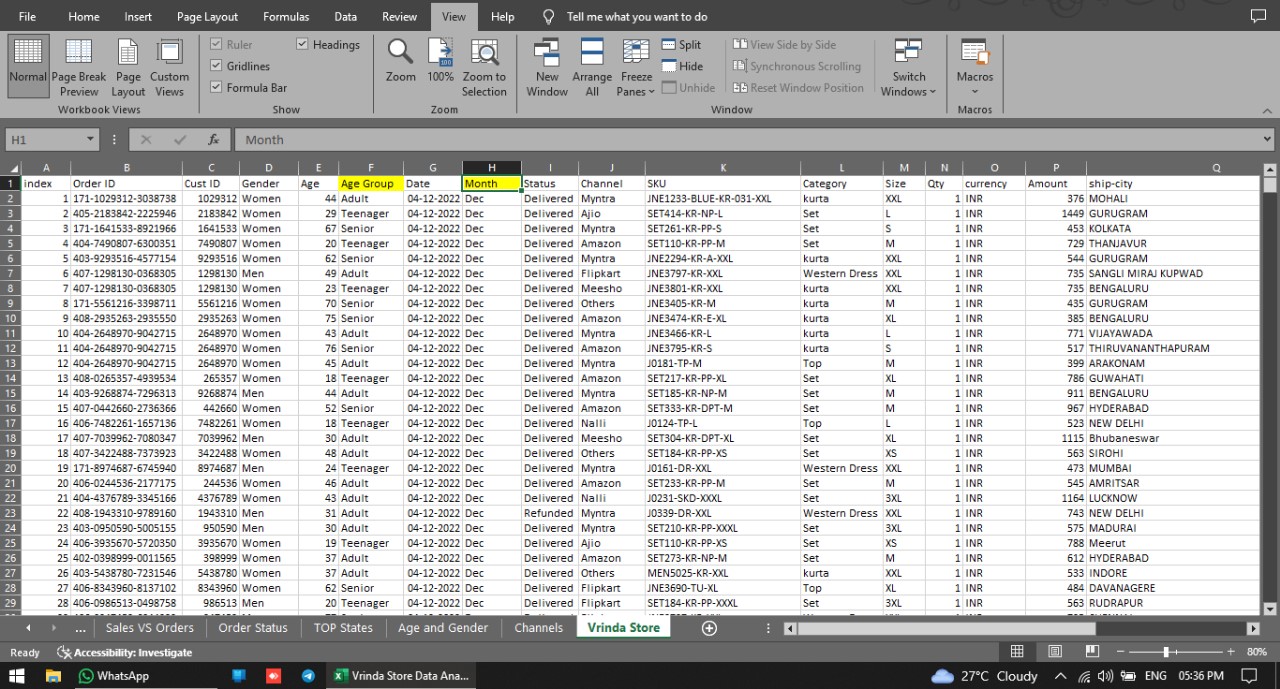 File Home Insert Page Layout Formulas Data Review View Help Tell me what you want to do
Ruler Headings Split View Side by Side
Gridlines Hide Synchronous Scrolling
Formula Bar Unhide Reset Window Position
Normal Page Break Preview Page Layout Custom Views Zoom 100% Zoom to Selection New Window Arrange All Freeze Panes Switch Windows Macros
Workbook Views Show Zoom Window Macros
H1 fx Month
A B C D E F G H I J K L M N O P Q
1 index Order ID Cust ID Gender Age Age Group Date Month Status Channel SKU Category Size Qty currency Amount ship-city
2 1 171-1029312-3038738 1029312 Women 44 Adult 04-12-2022 Dec Delivered Myntra JNE1233-BLUE-KR-031-XXL kurta XXL 1 INR 376 MOHALI
3 2 405-2183842-2225946 2183842 Women 29 Teenager 04-12-2022 Dec Delivered Ajio SET414-KR-NP-L Set L 1 INR 1449 GURUGRAM
4 3 171-1641533-8921966 1641533 Women 67 Senior 04-12-2022 Dec Delivered Myntra SET261-KR-PP-S Set S 1 INR 453 KOLKATA
5 4 404-7490807-6300351 7490807 Women 20 Teenager 04-12-2022 Dec Delivered Amazon SET110-KR-PP-M Set M 1 INR 729 THANJAVUR
6 5 403-9293516-4577154 9293516 Women 62 Senior 04-12-2022 Dec Delivered Myntra JNE2294-KR-A-XXL kurta XXL 1 INR 544 GURUGRAM
7 6 407-1298130-0368305 1298130 Men 49 Adult 04-12-2022 Dec Delivered Flipkart JNE3797-KR-XXL Western Dress XXL 1 INR 735 SANGLI MIRAJ KUPWAD
8 7 407-1298130-0368305 1298130 Women 23 Teenager 04-12-2022 Dec Delivered Meesho JNE3801-KR-XXL kurta XXL 1 INR 735 BENGALURU
9 8 171-5561216-3398711 5561216 Women 70 Senior 04-12-2022 Dec Delivered Others JNE3405-KR-M kurta M 1 INR 435 GURUGRAM
10 9 408-2935263-2935550 2935263 Women 75 Senior 04-12-2022 Dec Delivered Amazon JNE3474-KR-E-XL kurta XL 1 INR 385 BENGALURU
11 10 404-2648970-9042715 2648970 Women 43 Adult 04-12-2022 Dec Delivered Myntra JNE3466-KR-L kurta L 1 INR 771 VIJAYAWADA
12 11 404-2648970-9042715 2648970 Women 76 Senior 04-12-2022 Dec Delivered Amazon JNE3795-KR-S kurta S 1 INR 517 THIRUVANANTHAPURAM
13 12 404-2648970-9042715 2648970 Women 45 Adult 04-12-2022 Dec Delivered Myntra J0181-TP-M Top M 1 INR 399 ARAKONAM
14 13 408-0265357-4939534 265357 Women 18 Teenager 04-12-2022 Dec Delivered Amazon SET217-KR-PP-XL Set XL 1 INR 786 GUWAHATI
15 14 403-9268874-7296313 9268874 Men 44 Adult 04-12-2022 Dec Delivered Myntra SET185-KR-NP-M Set M 1 INR 911 BENGALURU
16 15 407-0442660-2736366 442660 Women 52 Senior 04-12-2022 Dec Delivered Amazon SET333-KR-DPT-M Set M 1 INR 967 HYDERABAD
17 16 406-7482261-1657136 7482261 Women 18 Teenager 04-12-2022 Dec Delivered Nalli J0124-TP-L Top L 1 INR 523 NEW DELHI
18 17 407-7039962-7080347 7039962 Men 30 Adult 04-12-2022 Dec Delivered Meesho SET304-KR-DPT-XL Set XL 1 INR 1115 Bhubaneswar
19 18 407-3422488-7373923 3422488 Women 48 Adult 04-12-2022 Dec Delivered Others SET184-KR-PP-XS Set XS 1 INR 563 SIROHI
20 19 171-8974687-6745940 8974687 Men 24 Teenager 04-12-2022 Dec Delivered Myntra J0161-DR-XXL Western Dress XXL 1 INR 473 MUMBAI
21 20 406-0244536-2177175 244536 Women 46 Adult 04-12-2022 Dec Delivered Amazon SET233-KR-PP-M Set M 1 INR 545 AMRITSAR
22 21 404-4376789-3345166 4376789 Women 43 Adult 04-12-2022 Dec Delivered Nalli J0231-SKD-XXXL Set 3XL 1 INR 1164 LUCKNOW
23 22 408-1943310-9789160 1943310 Men 31 Adult 04-12-2022 Dec Refunded Myntra J0339-DR-XXL Western Dress XXL 1 INR 743 NEW DELHI
24 23 403-0950590-5005155 950590 Men 30 Adult 04-12-2022 Dec Delivered Amazon SET210-KR-PP-XXXL Set 3XL 1 INR 575 MADURAI
25 24 406-3935670-5720350 3935670 Women 19 Teenager 04-12-2022 Dec Delivered Ajio SET110-KR-PP-XS Set XS 1 INR 788 Meerut
26 25 402-0398999-0011565 398999 Women 37 Adult 04-12-2022 Dec Delivered Amazon SET273-KR-NP-M Set M 1 INR 612 HYDERABAD
27 26 403-5438780-7231546 5438780 Women 37 Adult 04-12-2022 Dec Delivered Others MEN5025-KR-XXL kurta XXL 1 INR 533 INDORE
28 27 406-8343960-8137102 8343960 Women 62 Senior 04-12-2022 Dec Delivered Flipkart JNE3690-TU-XL Top XL 1 INR 484 DAVANAGERE
29 28 406-0986513-0498758 986513 Men 20 Teenager 04-12-2022 Dec Delivered Flipkart SET184-KR-PP-XXXL Set 3XL 1 INR 563 RUDRAPUR
... Sales VS Orders Order Status TOP States Age and Gender Channels Vrinda Store
Ready Accessibility: Investigate 80%
WhatsApp Vrinda Store Data Ana... 27°C Cloudy ENG 05:36 PM